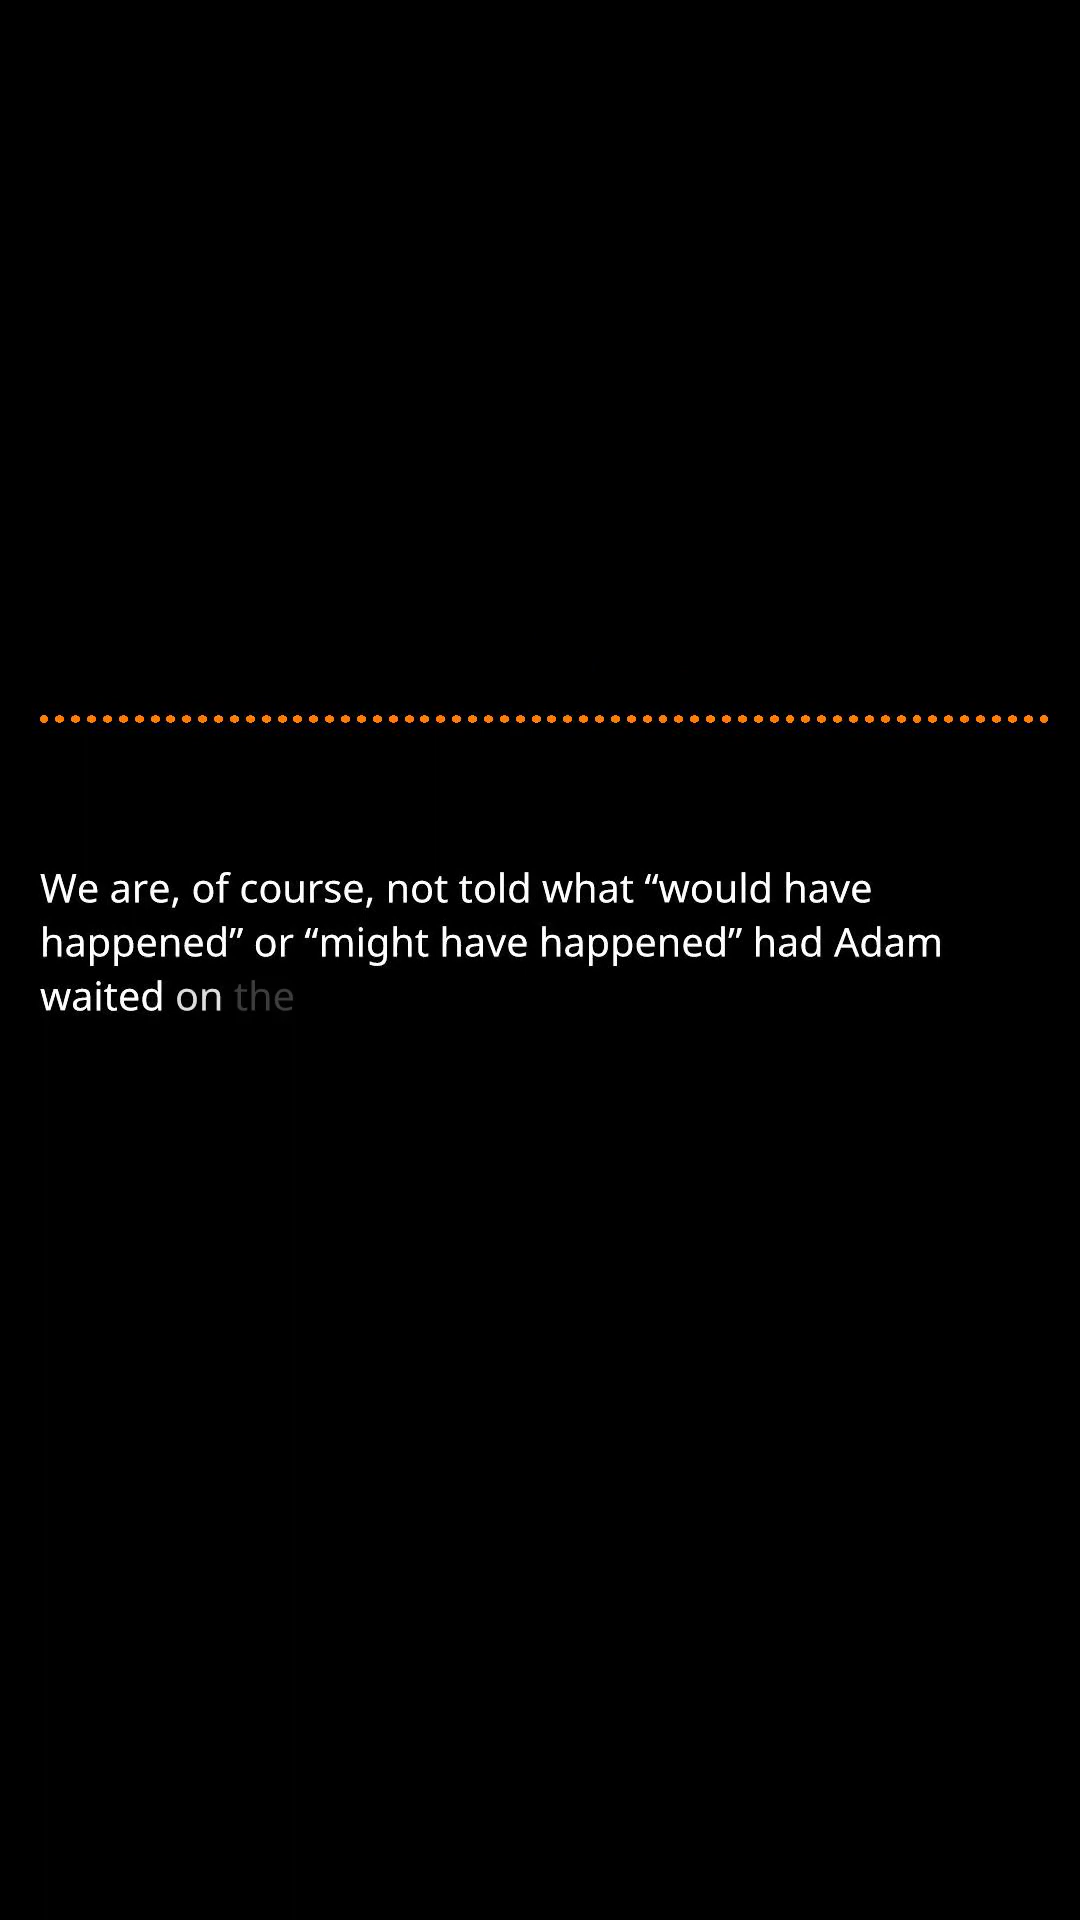 We are, of course, not told what “would have
happened” or “might have happened” had Adam
waited on the